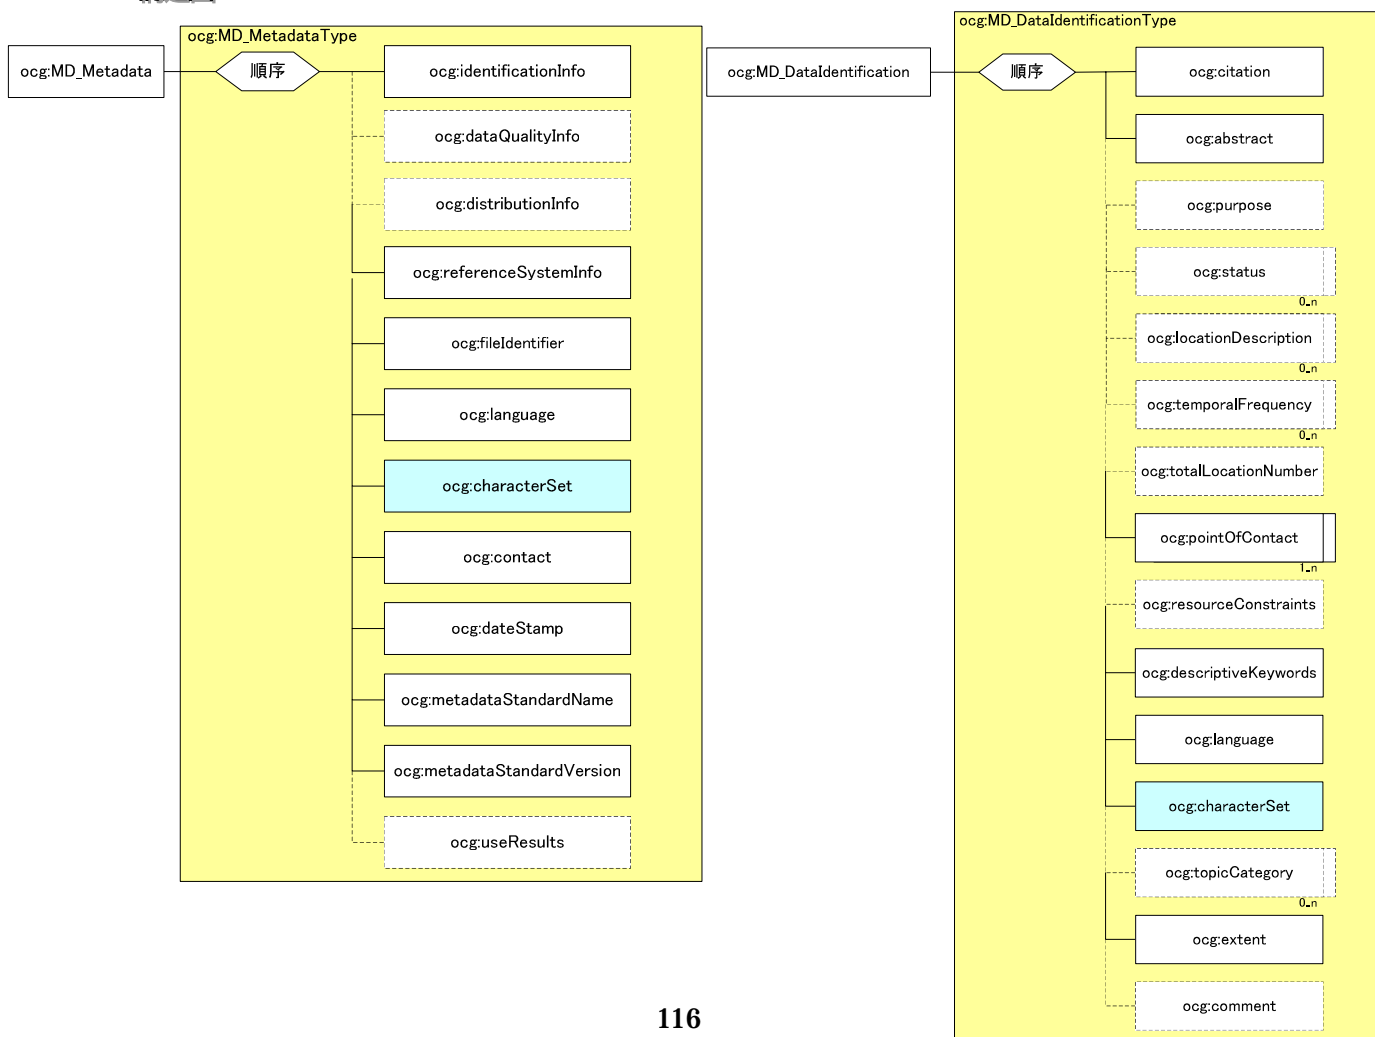 ocg:MD_MetadataType
ocg:MD_Metadata
順序
ocg:identificationInfo
ocg:dataQualityInfo
ocg:distributionInfo
ocg:referenceSystemInfo
ocg:fileIdentifier
ocg:language
ocg:characterSet
ocg:contact
ocg:dateStamp
ocg:metadataStandardName
ocg:metadataStandardVersion
ocg:useResults
ocg:MD_DataIdentificationType
ocg:MD_DataIdentification
順序
ocg:citation
ocg:abstract
ocg:purpose
ocg:status
0..n
ocg:locationDescription
0..n
ocg:temporalFrequency
0..n
ocg:totalLocationNumber
ocg:pointOfContact
1..n
ocg:resourceConstraints
ocg:descriptiveKeywords
ocg:language
ocg:characterSet
ocg:topicCategory
0..n
ocg:extent
ocg:comment
116